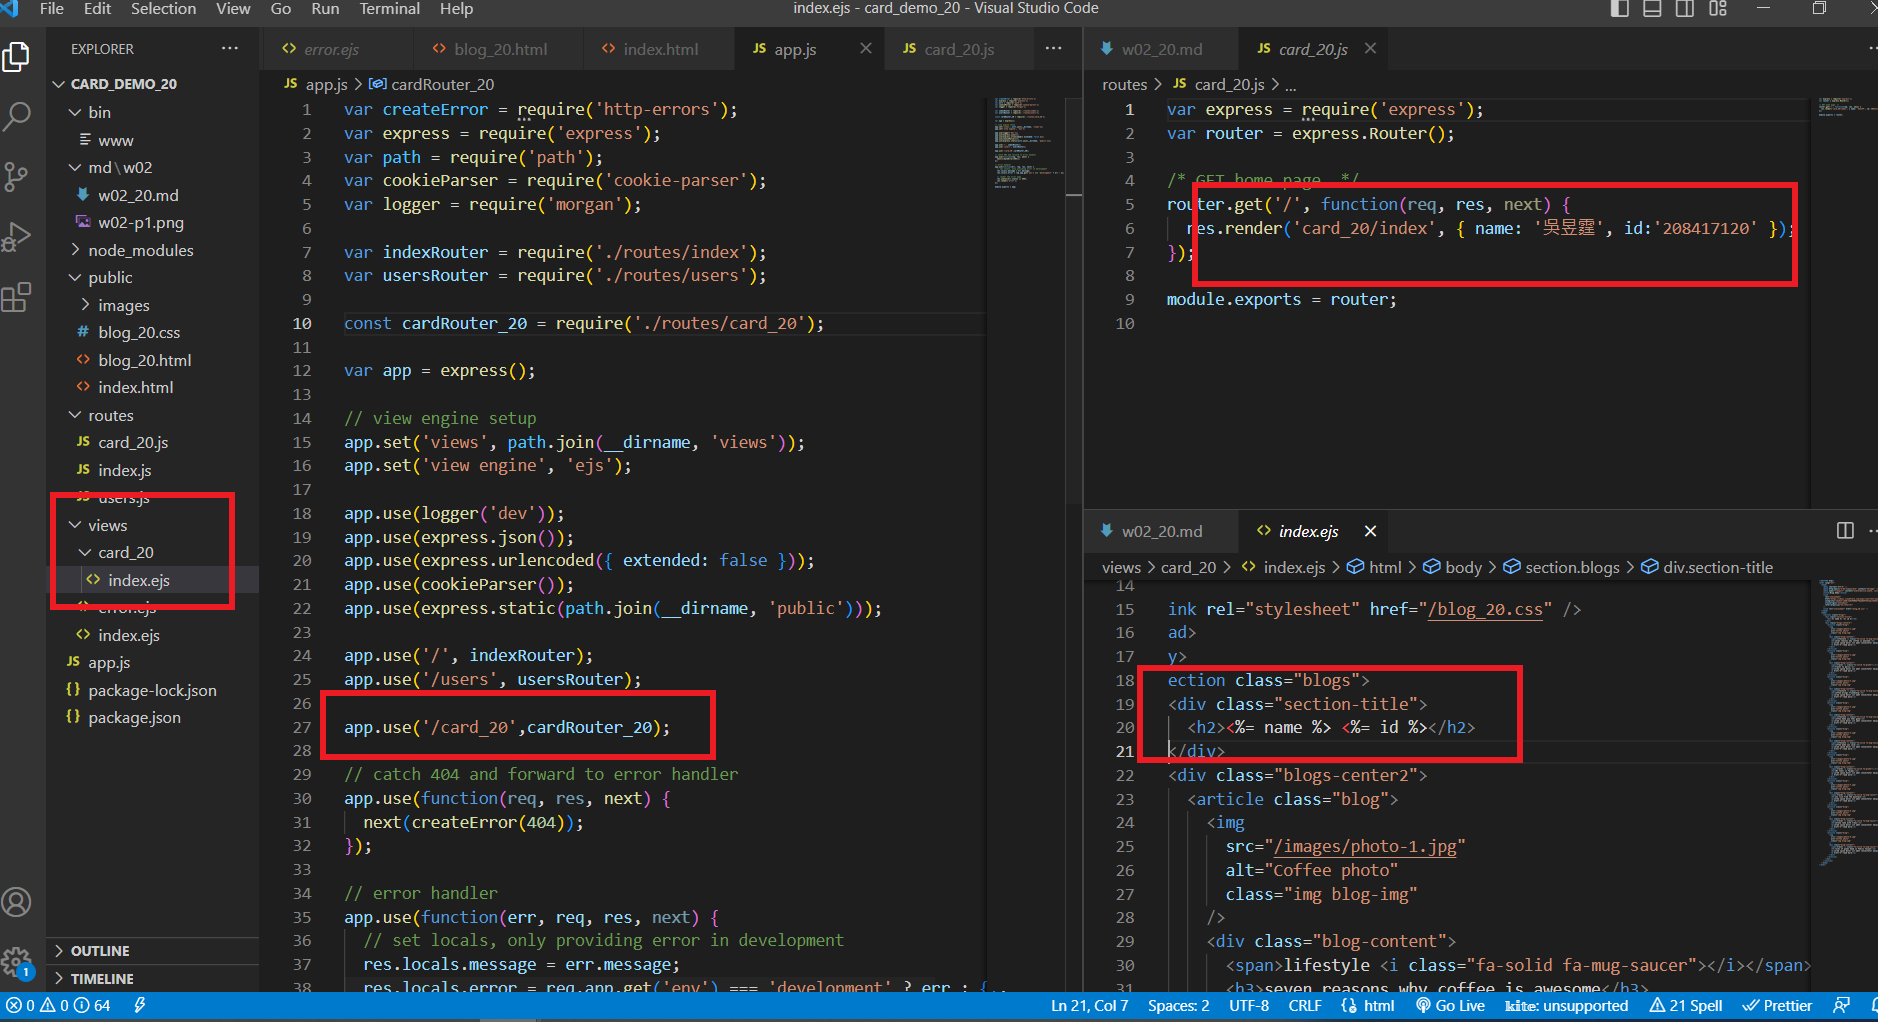 File Edit Selection View Go Run Terminal Help
index.ejs - card_demo_20 - Visual Studio Code
EXPLORER
CARD_DEMO_20
bin
www
md\w02
w02_20.md
w02-p1.png
node_modules
public
images
# blog_20.css
<> blog_20.html
<> index.html
routes
JS card_20.js
JS index.js
JS users.js
views
card_20
<> index.ejs
<> error.ejs
<> index.ejs
JS app.js
{} package-lock.json
{} package.json
OUTLINE
TIMELINE
<> error.ejs <> blog_20.html <> index.html JS app.js JS card_20.js ...
JS app.js > cardRouter_20
1 var createError = require('http-errors');
2 var express = require('express');
3 var path = require('path');
4 var cookieParser = require('cookie-parser');
5 var logger = require('morgan');
6
7 var indexRouter = require('./routes/index');
8 var usersRouter = require('./routes/users');
9
10 const cardRouter_20 = require('./routes/card_20');
11
12 var app = express();
13
14 // view engine setup
15 app.set('views', path.join(__dirname, 'views'));
16 app.set('view engine', 'ejs');
17
18 app.use(logger('dev'));
19 app.use(express.json());
20 app.use(express.urlencoded({ extended: false }));
21 app.use(cookieParser());
22 app.use(express.static(path.join(__dirname, 'public')));
23
24 app.use('/', indexRouter);
25 app.use('/users', usersRouter);
26
27 app.use('/card_20',cardRouter_20);
28
29 // catch 404 and forward to error handler
30 app.use(function(req, res, next) {
31 next(createError(404));
32 });
33
34 // error handler
35 app.use(function(err, req, res, next) {
36 // set locals, only providing error in development
37 res.locals.message = err.message;
38 res.locals.error = req.app.get('env') === 'development' ? err : {
w02_20.md JS card_20.js
routes > JS card_20.js > ...
1 var express = require('express');
2 var router = express.Router();
3
4 /* GET home page. */
5 router.get('/', function(req, res, next) {
6 res.render('card_20/index', { name: '吳昱霆', id:'208417120' });
7 });
8
9 module.exports = router;
10
w02_20.md <> index.ejs
views > card_20 > <> index.ejs > html > body > section.blogs > div.section-title
14
15 ink rel="stylesheet" href="/blog_20.css" />
16 ad>
17 y>
18 ection class="blogs">
19 <div class="section-title">
20 <h2><%= name %> <%= id %></h2>
21 </div>
22 <div class="blogs-center2">
23 <article class="blog">
24 <img
25 src="/images/photo-1.jpg"
26 alt="Coffee photo"
27 class="img blog-img"
28 />
29 <div class="blog-content">
30 <span>lifestyle <i class="fa-solid fa-mug-saucer"></i></span>
31 <h3>seven reasons why coffee is awesome</h3>
1
0 0 64
Ln 21, Col 7 Spaces: 2 UTF-8 CRLF {} html Go Live kite: unsupported 21 Spell Prettier